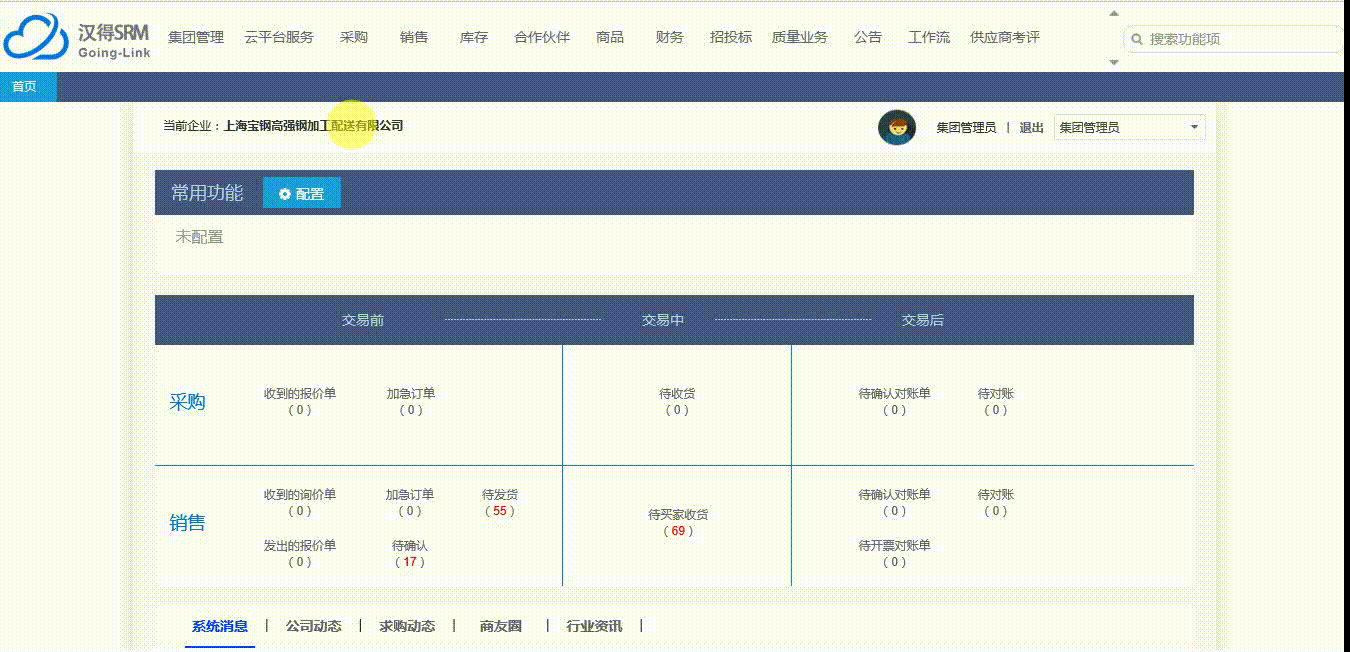 汉得SRM
Going-Link
集团管理 云平台服务 采购 销售 库存 合作伙伴 商品 财务 招投标 质量业务 公告 工作流 供应商考评
搜索功能项
首页
当前企业：上海宝钢高强钢加工配送有限公司
集团管理员 | 退出 集团管理员
常用功能 配置
未配置
交易前 交易中 交易后
采购
收到的报价单 加急订单 待收货 待确认对账单 待对账
（0） （0） （0） （0） （0）
销售
收到的询价单 加急订单 待发货 待确认对账单 待对账
（0） （0） （55） （0） （0）
待买家收货
（69）
发出的报价单 待确认 待开票对账单
（0） （17） （0）
系统消息 | 公司动态 | 求购动态 | 商友圈 | 行业资讯 |